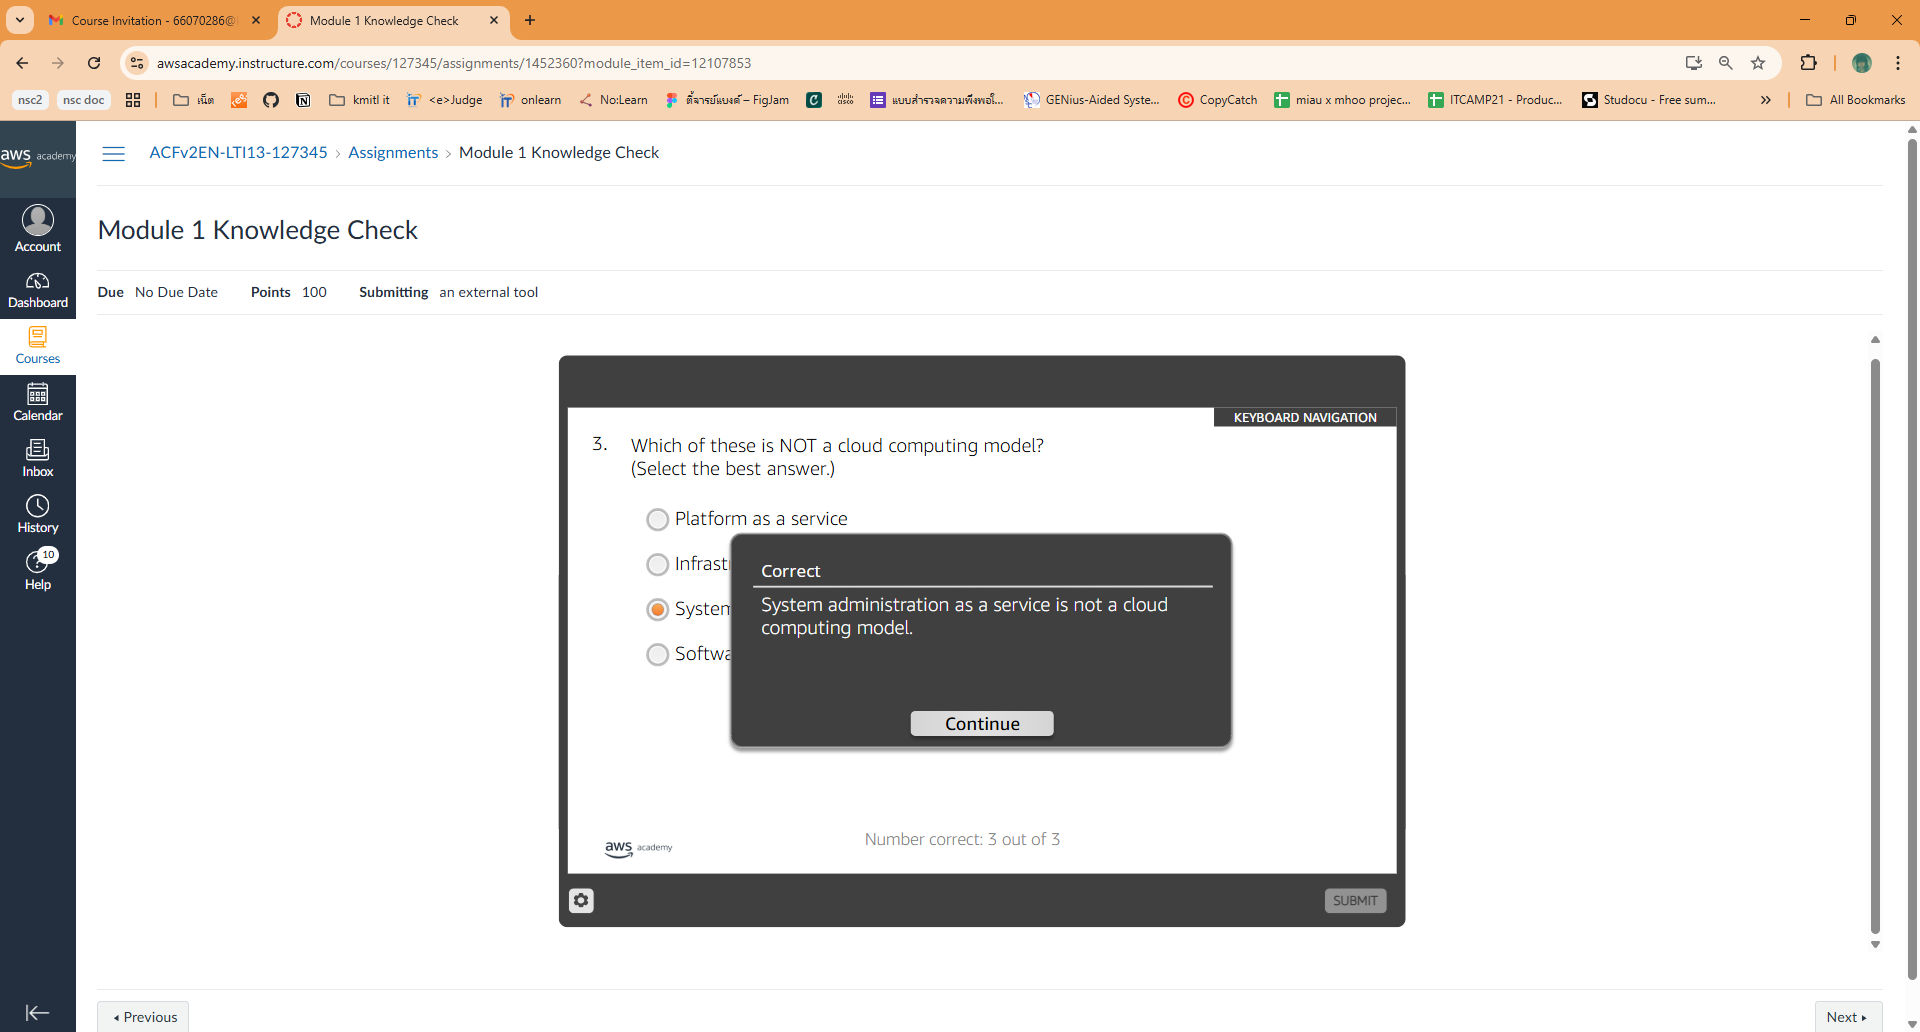 Course Invitation - 66070286@
Module 1 Knowledge Check
awsacademy.instructure.com/courses/127345/assignments/1452360?module_item_id=12107853
nsc2
nsc doc
เน็ต
kmitl it
<e>Judge
onlearn
No:Learn
ติ้จารย์แบงค์ – FigJam
แบบสำรวจความพึงพอใ...
GENius-Aided Syste...
CopyCatch
miau x mhoo projec...
ITCAMP21 - Produc...
Studocu - Free sum...
All Bookmarks
aws academy
ACFv2EN-LTI13-127345 › Assignments › Module 1 Knowledge Check
Account
Dashboard
Courses
Calendar
Inbox
History
10
Help
Module 1 Knowledge Check
Due No Due Date Points 100 Submitting an external tool
KEYBOARD NAVIGATION
3. Which of these is NOT a cloud computing model?
(Select the best answer.)
Platform as a service
Infrast
System
Softwa
Correct
System administration as a service is not a cloud
computing model.
Continue
Number correct: 3 out of 3
aws academy
SUBMIT
Previous
Next